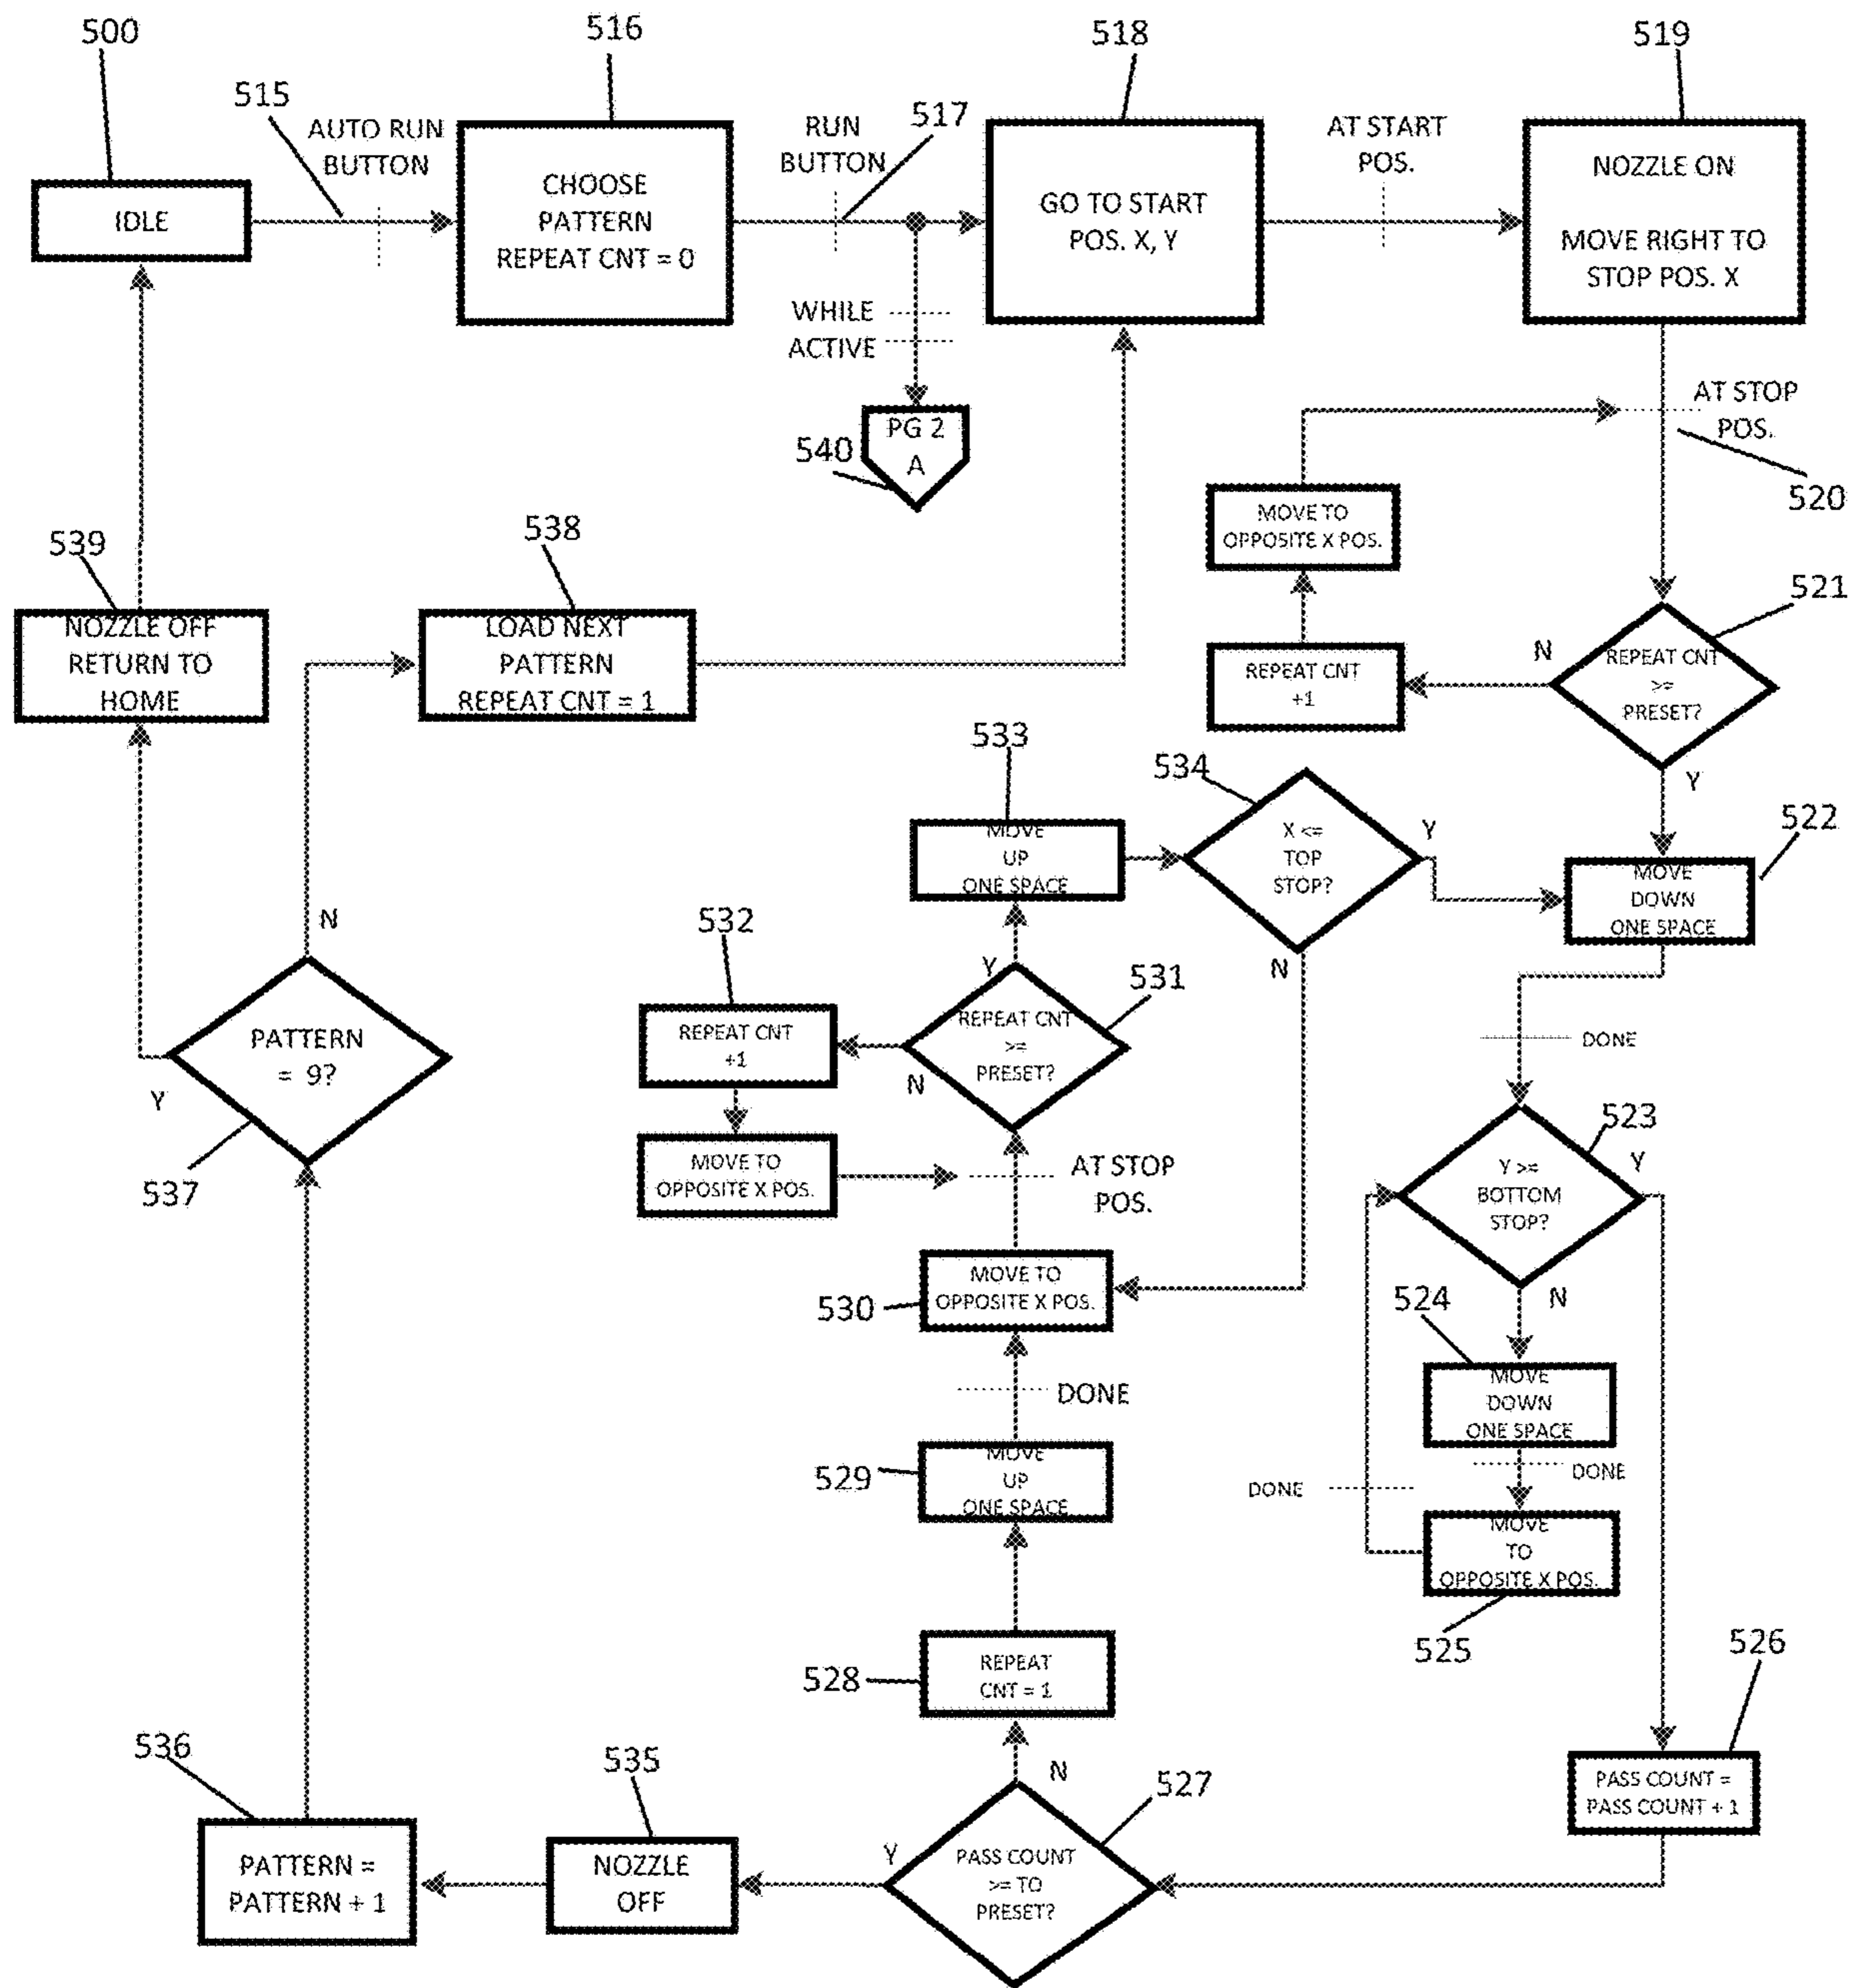 500
516
518
519
515
AUTO RUN
BUTTON
RUN
BUTTON
517
AT START
POS.
IDLE
CHOOSE
PATTERN
REPEAT CNT = 0
GO TO START
POS. X, Y
NOZZLE ON
MOVE RIGHT TO
STOP POS. X
WHILE
ACTIVE
PG 2
A
540
AT STOP
POS.
520
MOVE TO
OPPOSITE X POS.
539
538
521
NOZZLE OFF
RETURN TO
HOME
LOAD NEXT
PATTERN
REPEAT CNT = 1
REPEAT CNT
+1
N
REPEAT CNT
>=
PRESET?
Y
533
534
522
MOVE
UP
ONE SPACE
X <=
TOP
STOP?
Y
N
MOVE
DOWN
ONE SPACE
N
532
Y
531
REPEAT CNT
+1
REPEAT CNT
>=
PRESET?
N
DONE
PATTERN
= 9?
Y
537
MOVE TO
OPPOSITE X POS.
AT STOP
POS.
523
Y >=
BOTTOM
STOP?
Y
N
530
MOVE TO
OPPOSITE X POS.
524
MOVE
DOWN
ONE SPACE
DONE
DONE
DONE
529
MOVE
UP
ONE SPACE
MOVE
TO
OPPOSITE X POS.
525
528
REPEAT
CNT = 1
526
PASS COUNT =
PASS COUNT + 1
536
535
N
527
PATTERN =
PATTERN + 1
NOZZLE
OFF
Y
PASS COUNT
>= TO
PRESET?